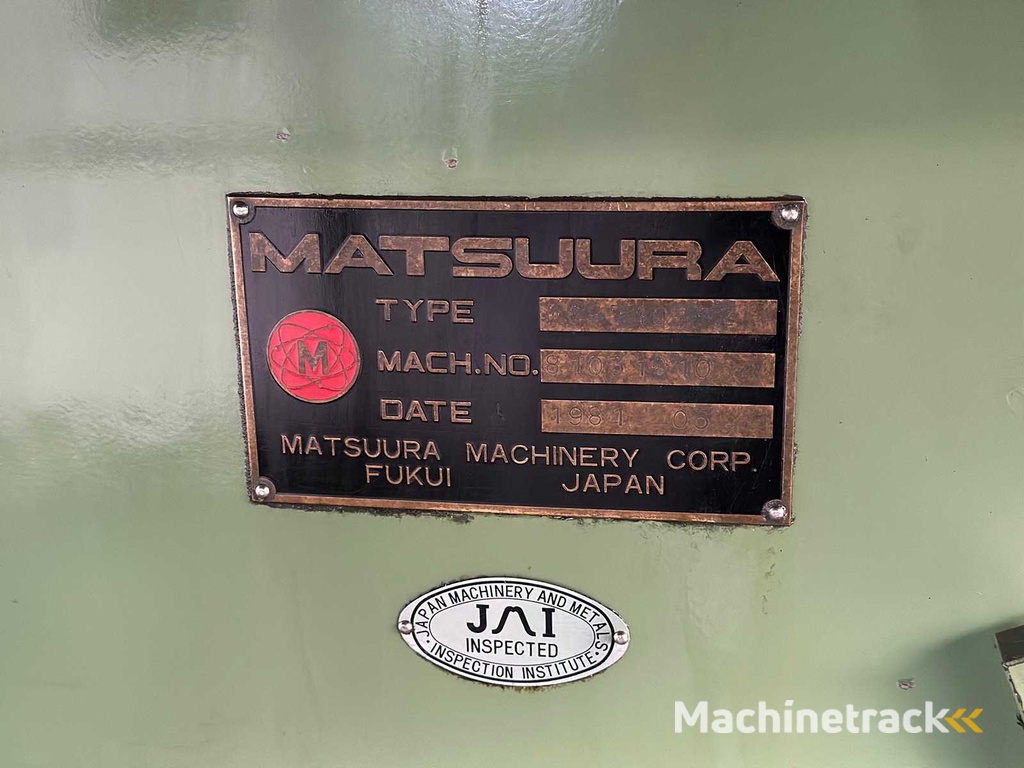 MATSUURA
TYPE
M
MACH.NO.
DATE 1981 
MATSUURA MACHINERY CORP.
FUKUI JAPAN
JAPAN MACHINERY AND METALS
JMI
INSPECTED
INSPECTION INSTITUTE
Machinetrack